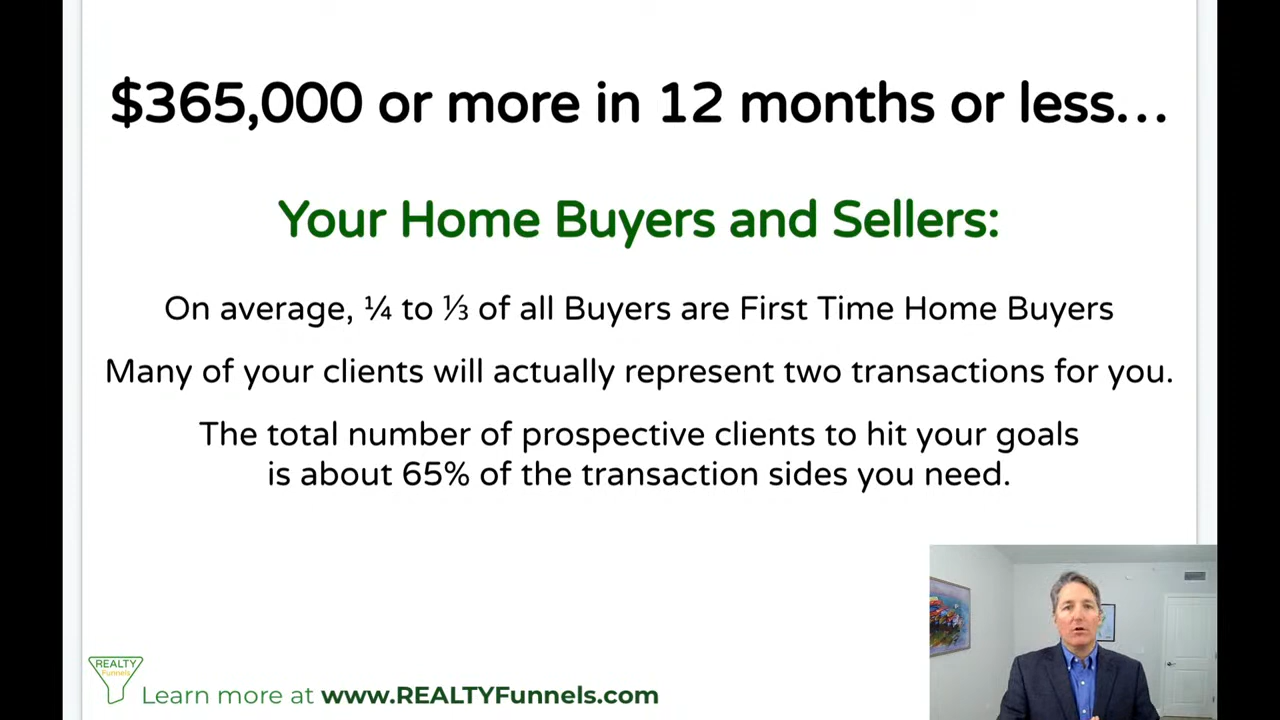 $365,000 or more in 12 months or less...
Your Home Buyers and Sellers:
On average, ¼ to ⅓ of all Buyers are First Time Home Buyers
Many of your clients will actually represent two transactions for you.
The total number of prospective clients to hit your goals
is about 65% of the transaction sides you need.
REALTY
Funnels
Learn more at www.REALTYFunnels.com